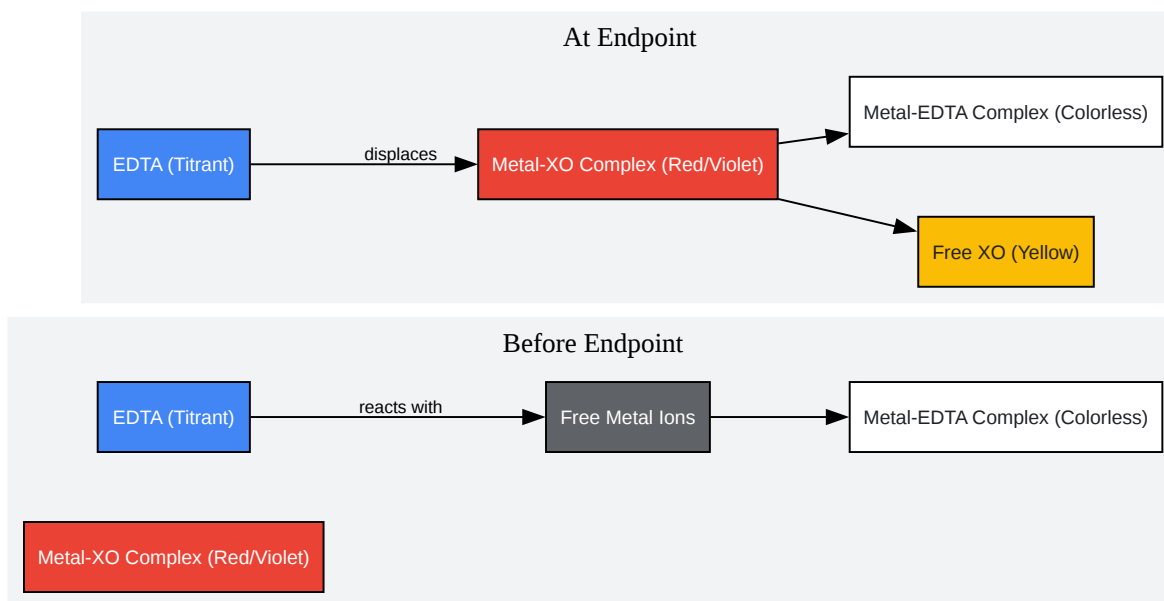 At Endpoint
Metal-EDTA Complex (Colorless)
EDTA (Titrant)
displaces
Metal-XO Complex (Red/Violet)
Free XO (Yellow)
Before Endpoint
EDTA (Titrant)
reacts with
Free Metal Ions
Metal-EDTA Complex (Colorless)
Metal-XO Complex (Red/Violet)